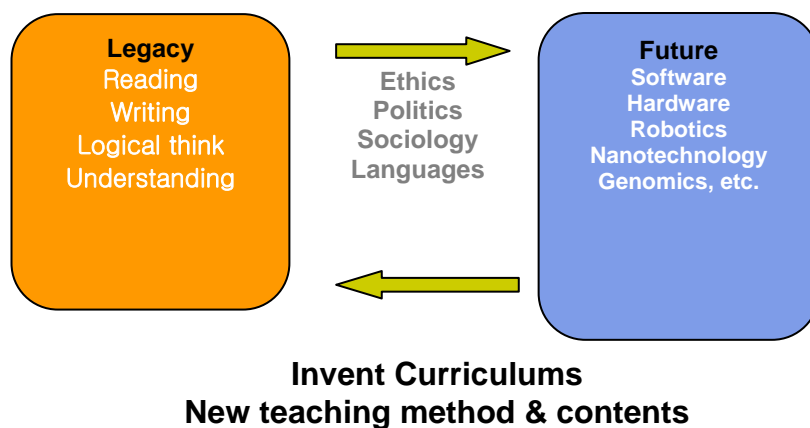 Legacy
Reading
Writing
Logical think
Understanding
Ethics
Politics
Sociology
Languages
Future
Software
Hardware
Robotics
Nanotechnology
Genomics, etc.
Invent Curriculums
New teaching method & contents